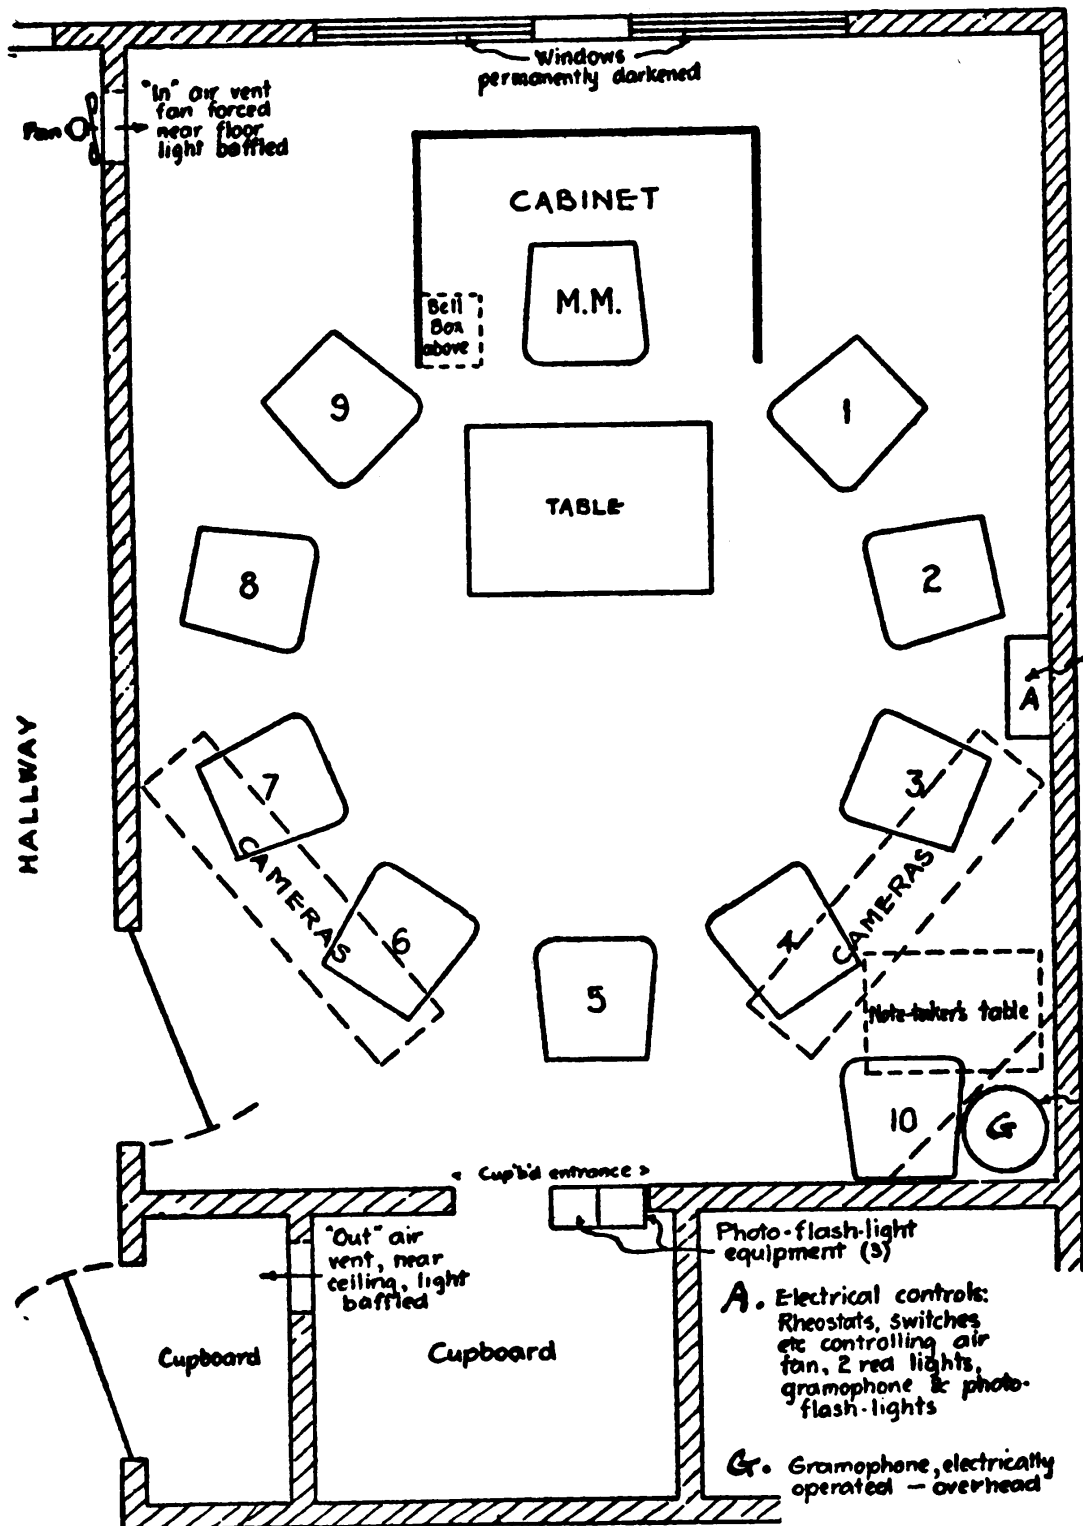 Windows
permanently darkened
"In" air vent
fan forced
near floor
light baffled
Fan
CABINET
M.M.
Bell
Box
above
9
1
TABLE
8
2
A
HALLWAY
7
3
CAMERAS
CAMERAS
6
4
5
Note-taker's table
10
G
Cup'b'd entrance
"Out" air
vent, near
ceiling, light
baffled
Photo-flash-light
equipment (3)
Cupboard
Cupboard
A. Electrical controls:
Rheostats, switches
etc controlling air
fan, 2 red lights,
gramophone & photo-
flash-lights
G. Gramophone, electrically
operated — overhead